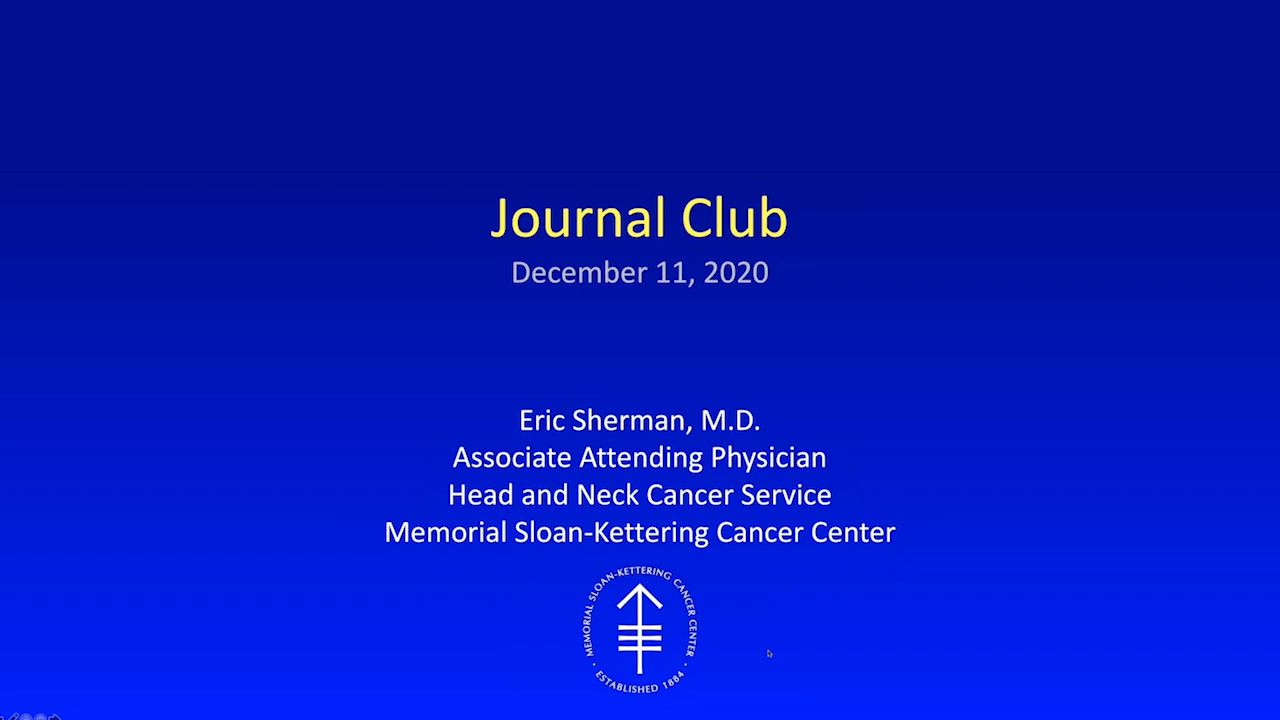 Journal Club
December 11, 2020
Eric Sherman, M.D.
Associate Attending Physician
Head and Neck Cancer Service
Memorial Sloan-Kettering Cancer Center
MEMORIAL SLOAN-KETTERING CANCER CENTER
· ESTABLISHED 1884 ·